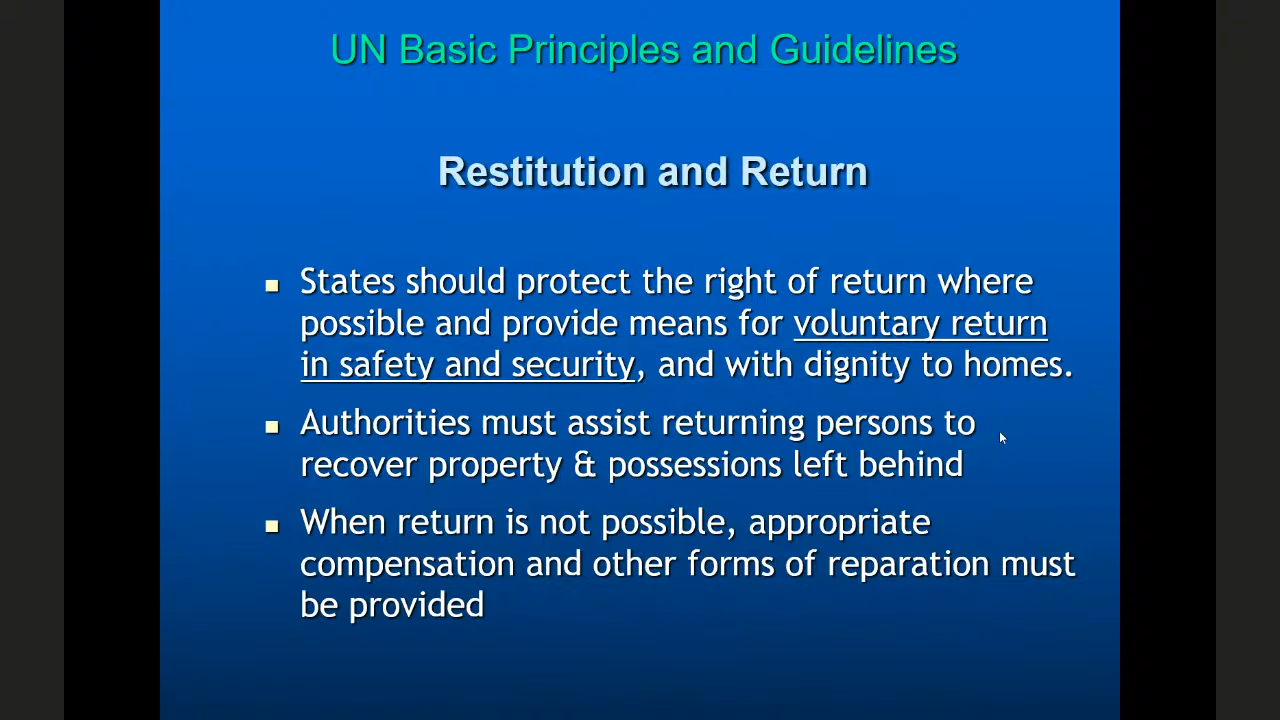 UN Basic Principles and Guidelines
Restitution and Return
States should protect the right of return where
possible and provide means for voluntary return
in safety and security, and with dignity to homes.
Authorities must assist returning persons to
recover property & possessions left behind
When return is not possible, appropriate
compensation and other forms of reparation must
be provided